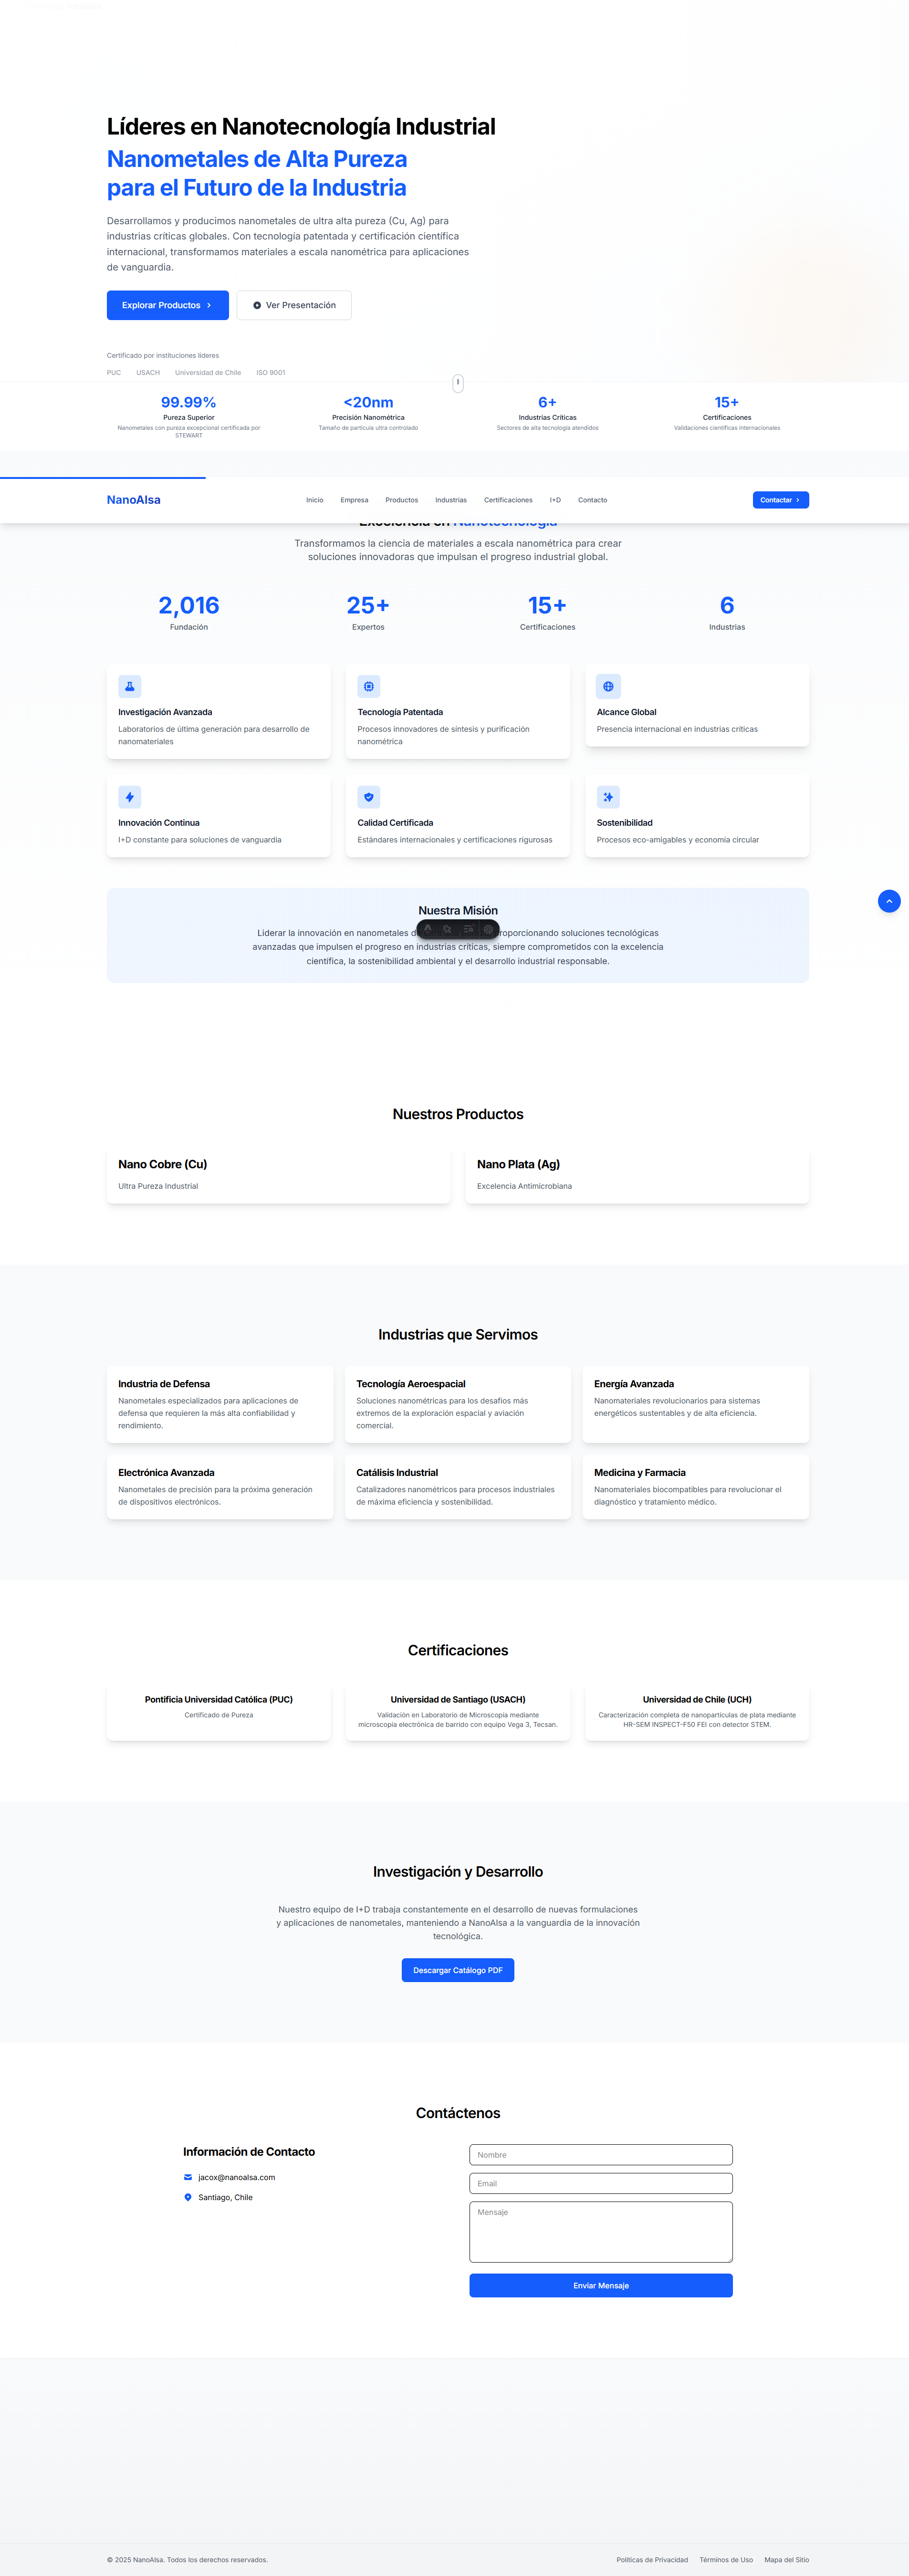 Líderes en Nanotecnología Industrial
Nanometales de Alta Pureza
para el Futuro de la Industria
Desarrollamos y producimos nanometales de ultra alta pureza (Cu, Ag) para
industrias críticas globales. Con tecnología patentada y certificación científica
internacional, transformamos materiales a escala nanométrica para aplicaciones
de vanguardia.
Explorar Productos
Ver Presentación
Certificado por instituciones líderes
PUC USACH Universidad de Chile ISO 9001
99.99%
Pureza Superior
Nanometales con pureza excepcional certificada por
STEWART
<20nm
Precisión Nanométrica
Tamaño de partícula ultra controlado
6+
Industrias Críticas
Sectores de alta tecnología atendidos
15+
Certificaciones
Validaciones científicas internacionales
NanoAlsa
Inicio Empresa Productos Industrias Certificaciones I+D Contacto
Contactar
Excelencia en Nanotecnología
Transformamos la ciencia de materiales a escala nanométrica para crear
soluciones innovadoras que impulsan el progreso industrial global.
2,016
Fundación
25+
Expertos
15+
Certificaciones
6
Industrias
Investigación Avanzada
Laboratorios de última generación para desarrollo de
nanomateriales
Tecnología Patentada
Procesos innovadores de síntesis y purificación
nanométrica
Alcance Global
Presencia internacional en industrias críticas
Innovación Continua
I+D constante para soluciones de vanguardia
Calidad Certificada
Estándares internacionales y certificaciones rigurosas
Sostenibilidad
Procesos eco-amigables y economía circular
Nuestra Misión
Liderar la innovación en nanometales d roporcionando soluciones tecnológicas
avanzadas que impulsen el progreso en industrias críticas, siempre comprometidos con la excelencia
científica, la sostenibilidad ambiental y el desarrollo industrial responsable.
Nuestros Productos
Nano Cobre (Cu)
Ultra Pureza Industrial
Nano Plata (Ag)
Excelencia Antimicrobiana
Industrias que Servimos
Industria de Defensa
Nanometales especializados para aplicaciones de
defensa que requieren la más alta confiabilidad y
rendimiento.
Tecnología Aeroespacial
Soluciones nanométricas para los desafíos más
extremos de la exploración espacial y aviación
comercial.
Energía Avanzada
Nanomateriales revolucionarios para sistemas
energéticos sustentables y de alta eficiencia.
Electrónica Avanzada
Nanometales de precisión para la próxima generación
de dispositivos electrónicos.
Catálisis Industrial
Catalizadores nanométricos para procesos industriales
de máxima eficiencia y sostenibilidad.
Medicina y Farmacia
Nanomateriales biocompatibles para revolucionar el
diagnóstico y tratamiento médico.
Certificaciones
Pontificia Universidad Católica (PUC)
Certificado de Pureza
Universidad de Santiago (USACH)
Validación en Laboratorio de Microscopía mediante
microscopía electrónica de barrido con equipo Vega 3, Tecsan.
Universidad de Chile (UCH)
Caracterización completa de nanopartículas de plata mediante
HR-SEM INSPECT-F50 FEI con detector STEM.
Investigación y Desarrollo
Nuestro equipo de I+D trabaja constantemente en el desarrollo de nuevas formulaciones
y aplicaciones de nanometales, manteniendo a NanoAlsa a la vanguardia de la innovación
tecnológica.
Descargar Catálogo PDF
Contáctenos
Información de Contacto
jacox@nanoalsa.com
Santiago, Chile
Nombre
Email
Mensaje
Enviar Mensaje
© 2025 NanoAlsa. Todos los derechos reservados.
Políticas de Privacidad Términos de Uso Mapa del Sitio